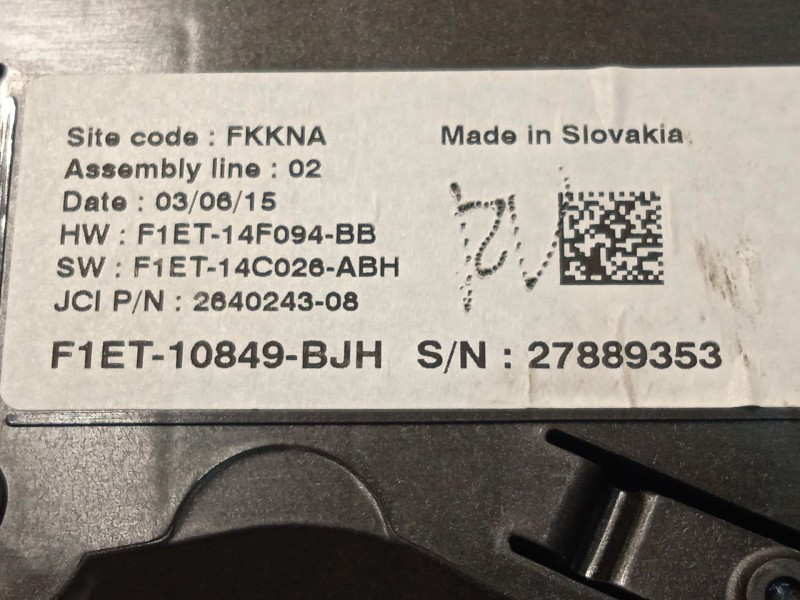 Site code : FKKNA
Made in Slovakia
Assembly line : 02
Date : 03/06/15
HW : F1ET-14F094-BB
SW : F1ET-14C026-ABH
JCI P/N : 2640243-08
F1ET-10849-BJH S/N : 27889353